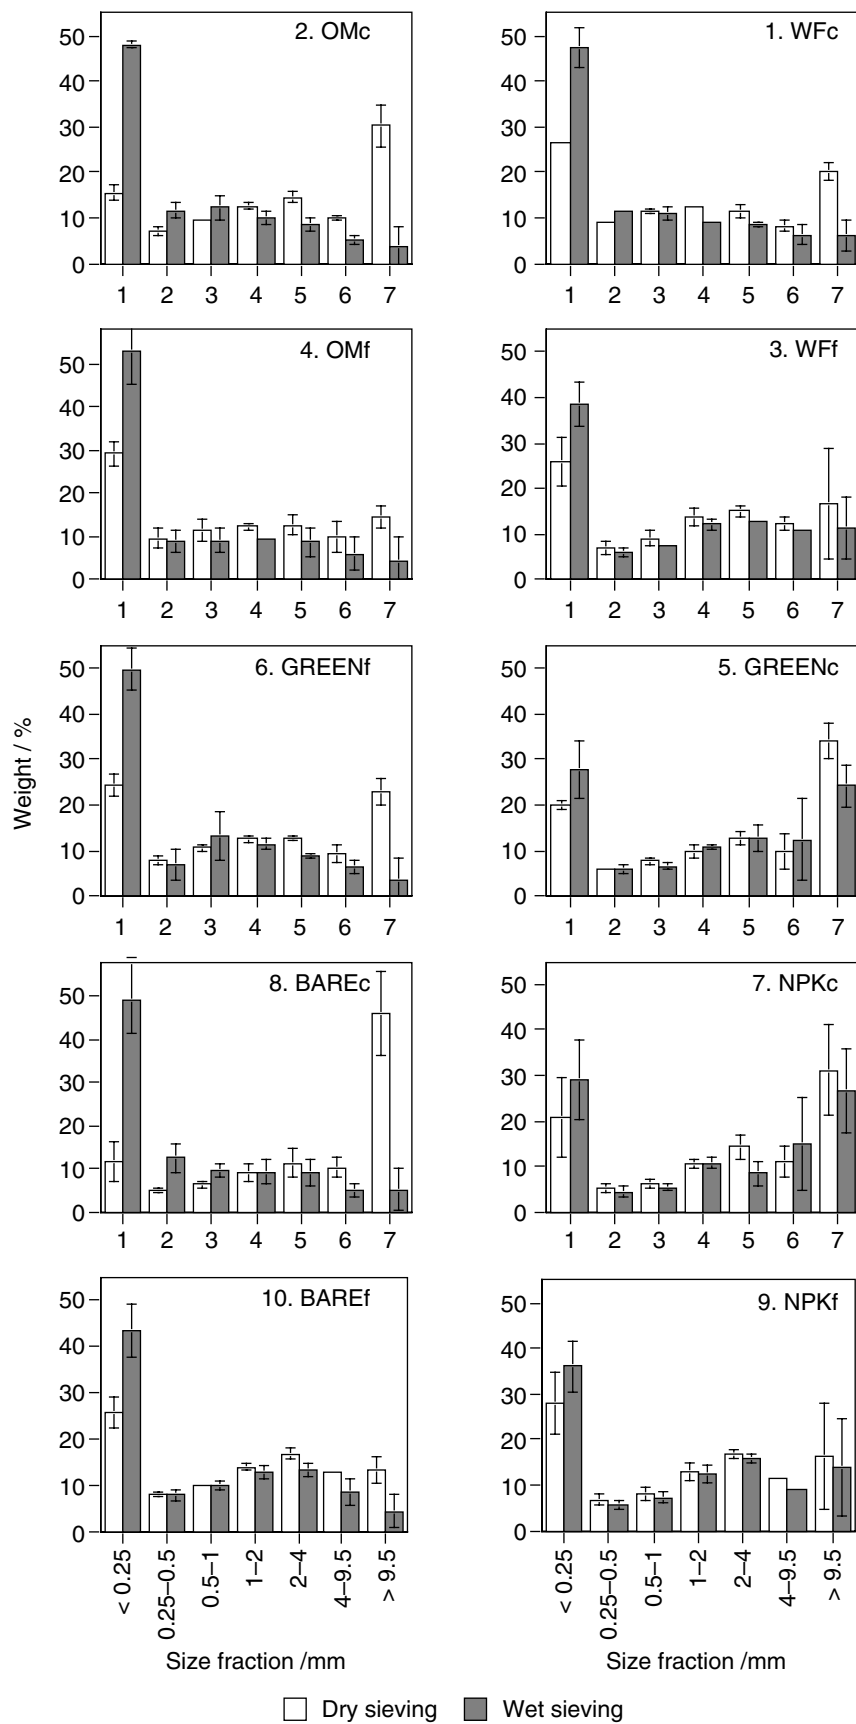 2. OMc
50
40
30
20
10
0
1 2 3 4 5 6 7
1. WFc
50
40
30
20
10
0
1 2 3 4 5 6 7
4. OMf
50
40
30
20
10
0
1 2 3 4 5 6 7
3. WFf
50
40
30
20
10
0
1 2 3 4 5 6 7
Weight / %
6. GREENf
50
40
30
20
10
0
1 2 3 4 5 6 7
5. GREENc
50
40
30
20
10
0
1 2 3 4 5 6 7
8. BAREc
50
40
30
20
10
0
1 2 3 4 5 6 7
7. NPKc
50
40
30
20
10
0
1 2 3 4 5 6 7
10. BAREf
50
40
30
20
10
0
< 0.25 0.25–0.5 0.5–1 1–2 2–4 4–9.5 > 9.5
Size fraction /mm
9. NPKf
50
40
30
20
10
0
< 0.25 0.25–0.5 0.5–1 1–2 2–4 4–9.5 > 9.5
Size fraction /mm
Dry sieving Wet sieving